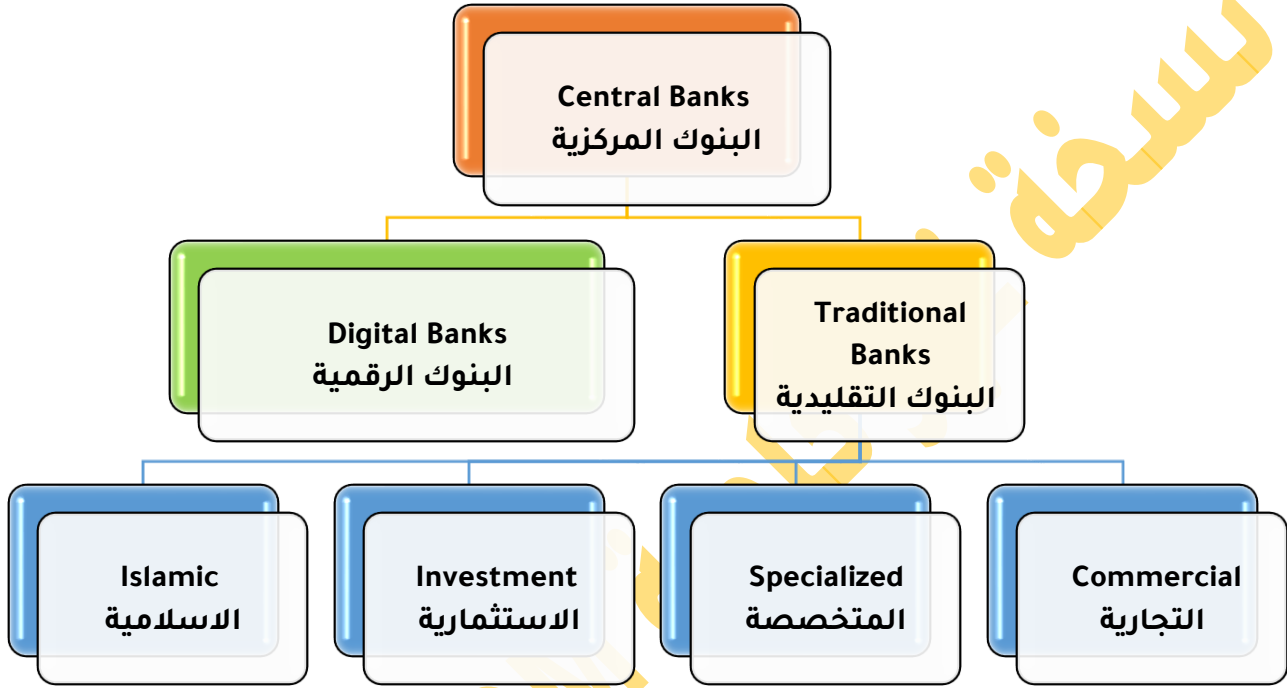 Central Banks
البنوك المركزية
Digital Banks
البنوك الرقمية
Traditional
Banks
البنوك التقليدية
Islamic
الاسلامية
Investment
الاستثمارية
Specialized
المتخصصة
Commercial
التجارية